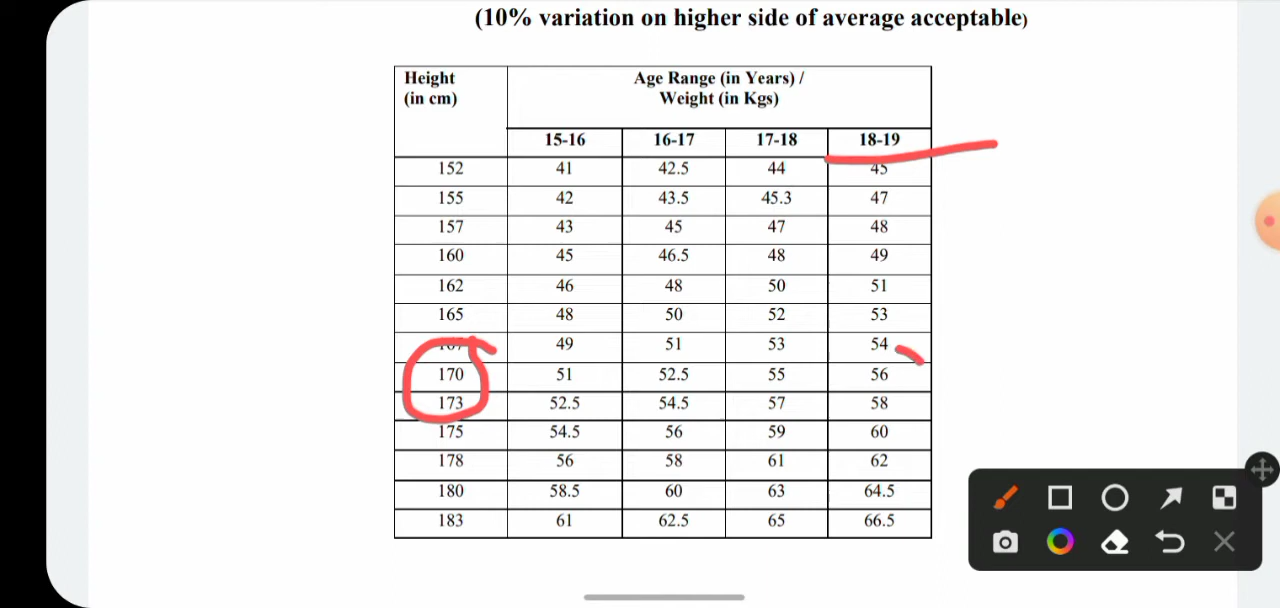 (10% variation on higher side of average acceptable)
Height (in cm) Age Range (in Years) / Weight (in Kgs)
15-16 16-17 17-18 18-19
152 41 42.5 44 45
155 42 43.5 45.3 47
157 43 45 47 48
160 45 46.5 48 49
162 46 48 50 51
165 48 50 52 53
167 49 51 53 54
170 51 52.5 55 56
173 52.5 54.5 57 58
175 54.5 56 59 60
178 56 58 61 62
180 58.5 60 63 64.5
183 61 62.5 65 66.5